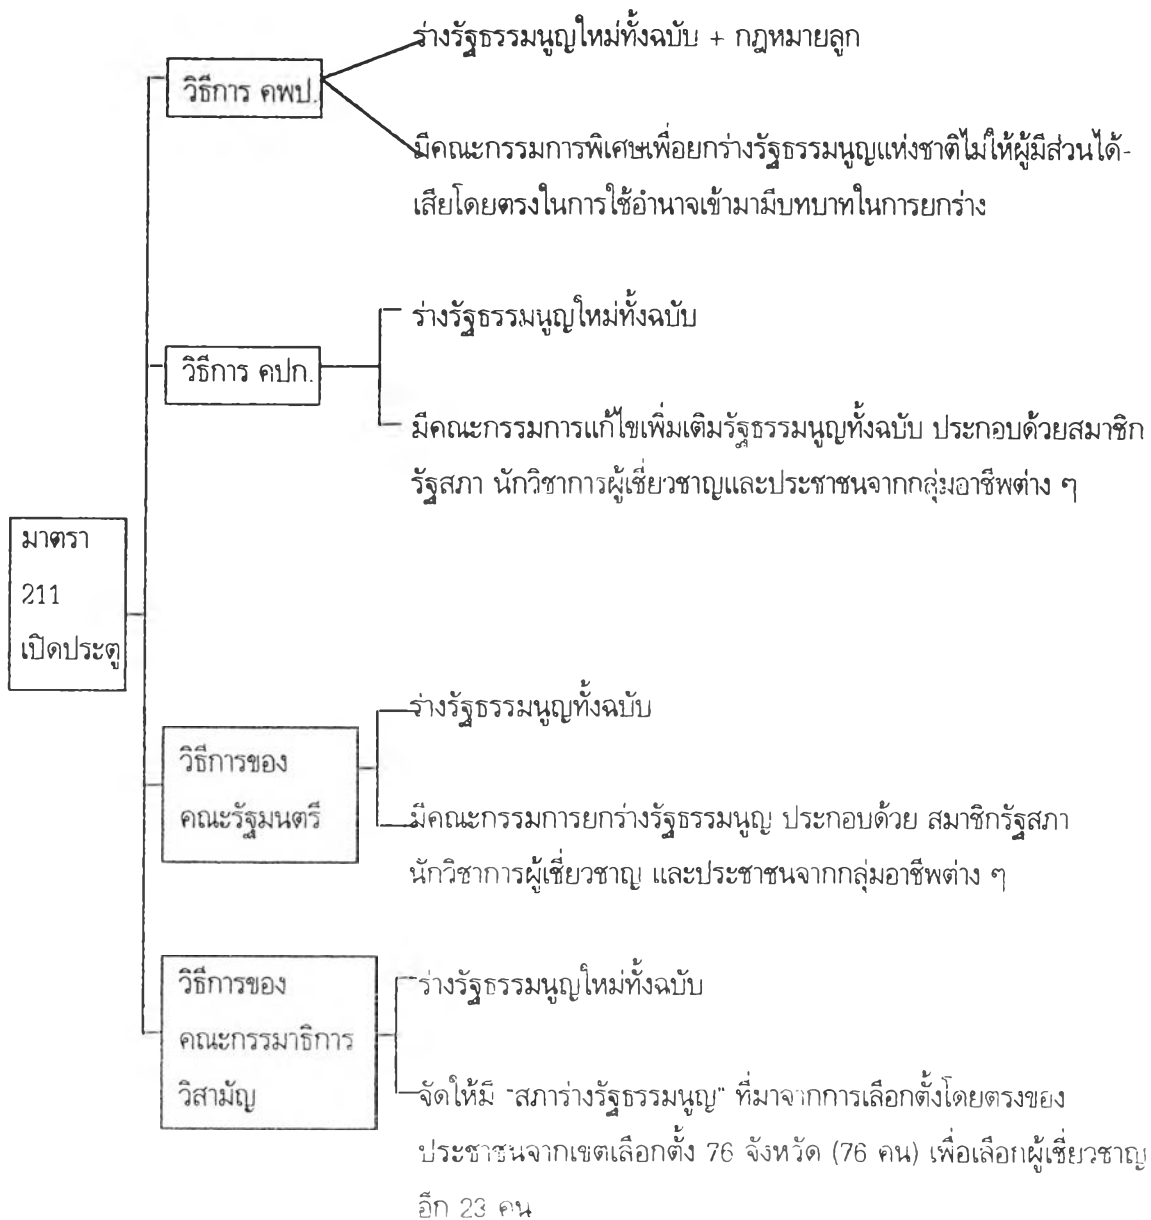 ร่างรัฐธรรมนูญใหม่ทั้งฉบับ + กฎหมายลูก
วิธีการ คพป.
มีคณะกรรมการพิเศษเพื่อยกร่างรัฐธรรมนูญแห่งชาติไม่ให้ผู้มีส่วนได้-
เสียโดยตรงในการใช้อำนาจเข้ามามีบทบาทในการยกร่าง
ร่างรัฐธรรมนูญใหม่ทั้งฉบับ
วิธีการ คปก.
มีคณะกรรมการแก้ไขเพิ่มเติมรัฐธรรมนูญทั้งฉบับ ประกอบด้วยสมาชิก
รัฐสภา นักวิชาการผู้เชี่ยวชาญและประชาชนจากกลุ่มอาชีพต่าง ๆ
มาตรา
211
เปิดประตู
ร่างรัฐธรรมนูญทั้งฉบับ
วิธีการของ
คณะรัฐมนตรี
มีคณะกรรมการยกร่างรัฐธรรมนูญ ประกอบด้วย สมาชิกรัฐสภา
นักวิชาการผู้เชี่ยวชาญ และประชาชนจากกลุ่มอาชีพต่าง ๆ
วิธีการของ
คณะกรรมาธิการ
วิสามัญ
ร่างรัฐธรรมนูญใหม่ทั้งฉบับ
จัดให้มี "สภาร่างรัฐธรรมนูญ" ที่มาจากการเลือกตั้งโดยตรงของ
ประชาชนจากเขตเลือกตั้ง 76 จังหวัด (76 คน) เพื่อเลือกผู้เชี่ยวชาญ
อีก 23 คน